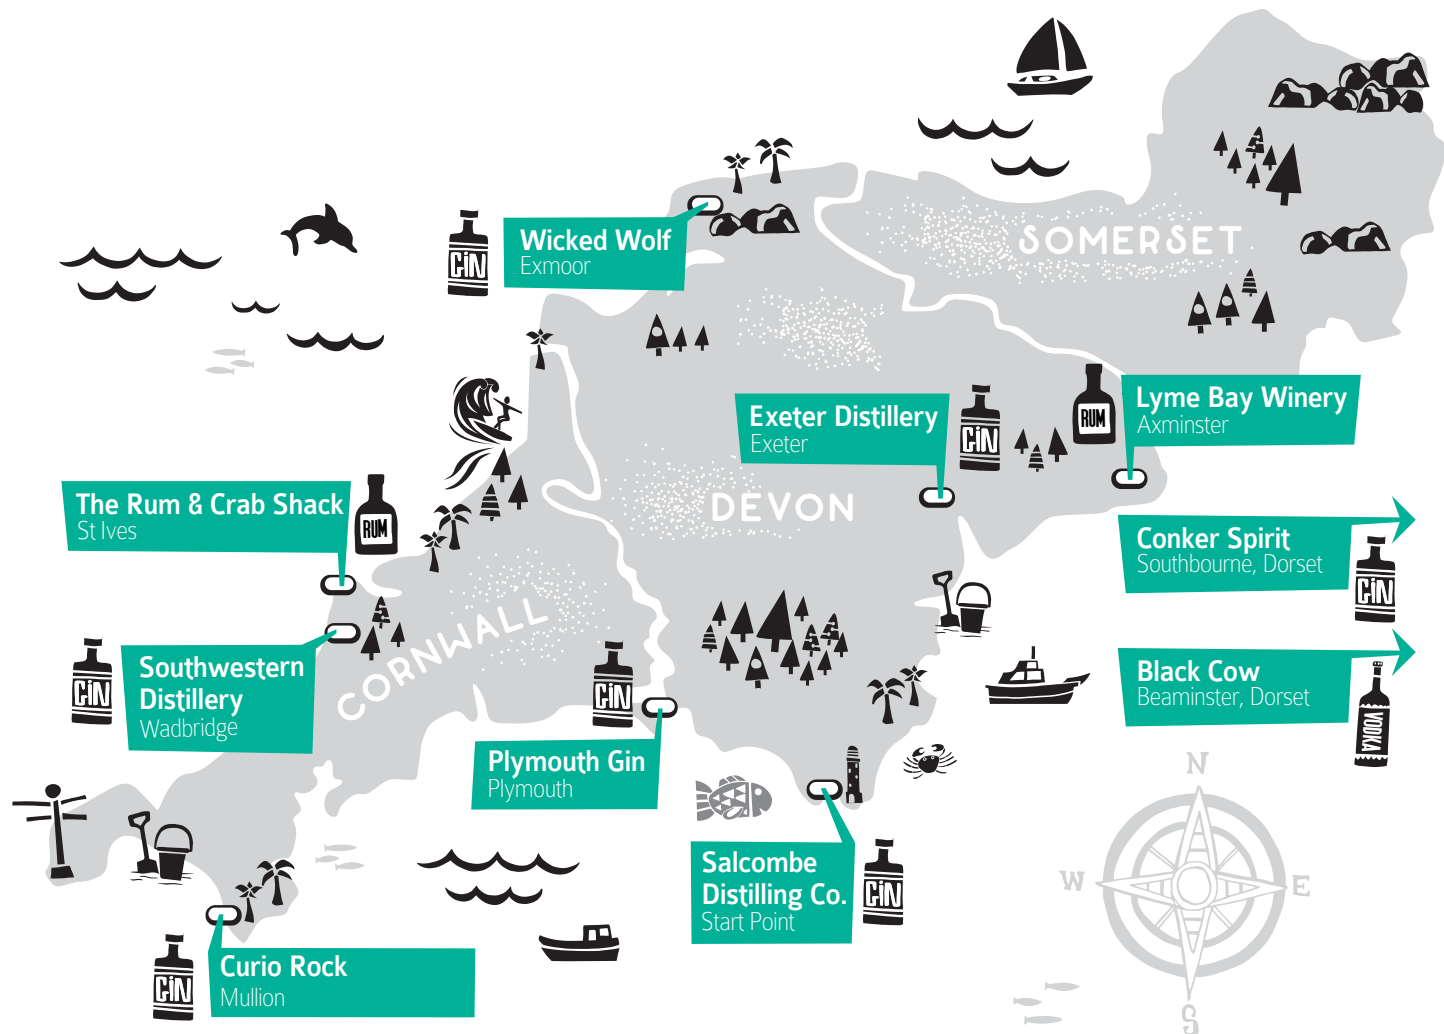 SOMERSET
GiN
Wicked Wolf
Exmoor
Exeter Distillery
Exeter
GiN
RUM
Lyme Bay Winery
Axminster
The Rum & Crab Shack
St Ives
RUM
DEVON
Conker Spirit
Southbourne, Dorset
GiN
CORNWALL
GiN
Southwestern
Distillery
Wadbridge
GiN
Plymouth Gin
Plymouth
Black Cow
Beaminster, Dorset
VODKA
Salcombe
Distilling Co.
Start Point
GiN
GiN
Curio Rock
Mullion
N
W
E
S